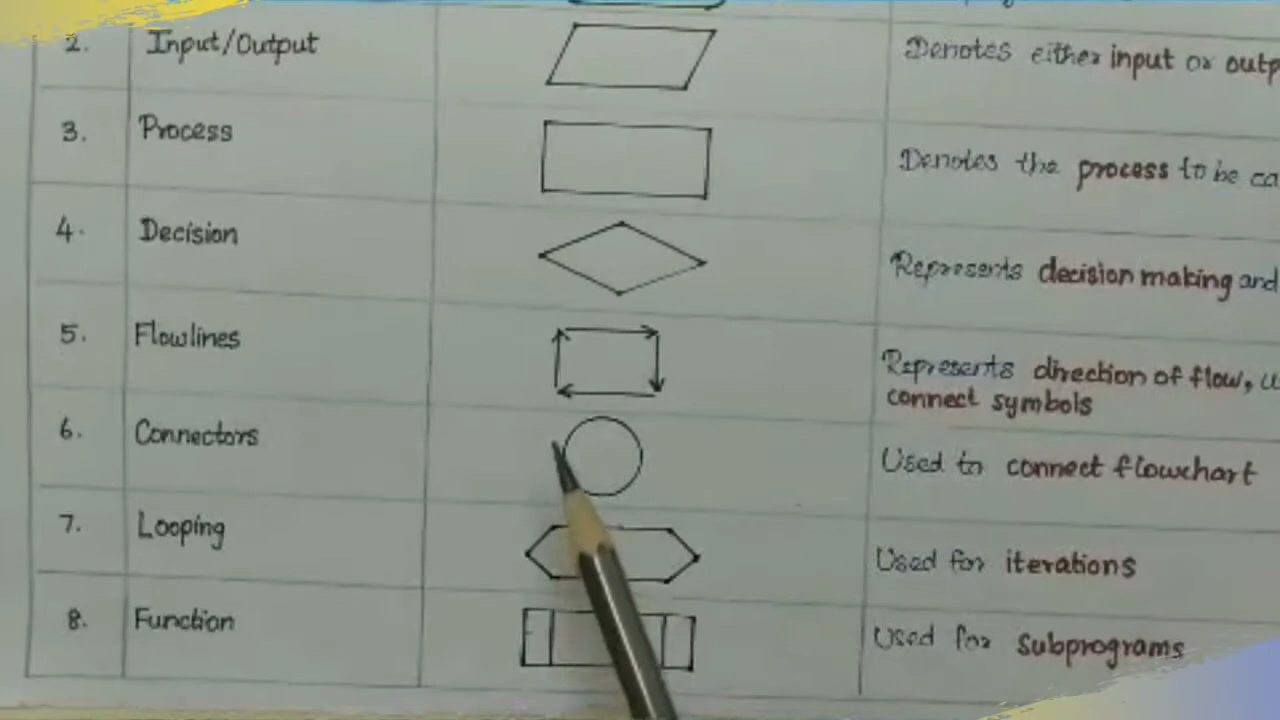 2. Input/Output Denotes either input or outp
3. Process Denotes the process to be ca
4. Decision Represents decision making and
5. Flowlines Represents direction of flow,
connect symbols
6. Connectors Used to connect flowchart
7. Looping Used for iterations
8. Function Used for subprograms